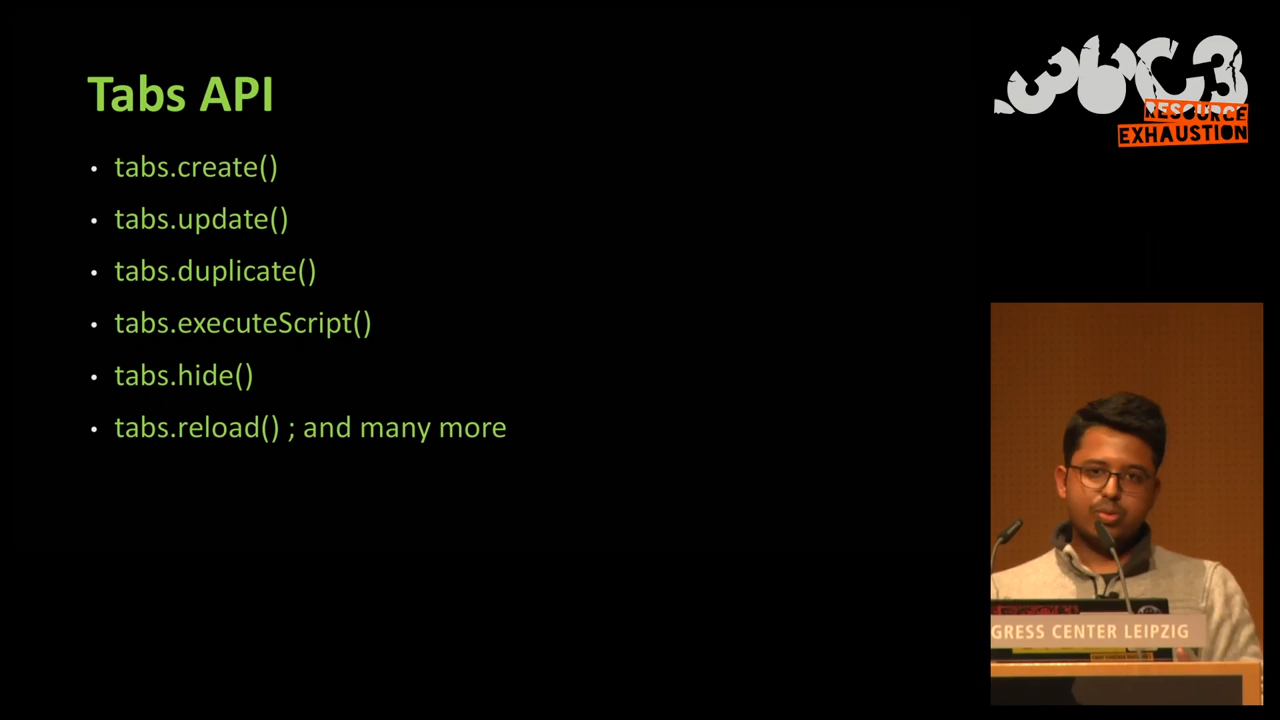 Tabs API
• tabs.create()
• tabs.update()
• tabs.duplicate()
• tabs.executeScript()
• tabs.hide()
• tabs.reload() ; and many more
36C3
RESOURCE
EXHAUSTION
GRESS CENTER LEIPZIG